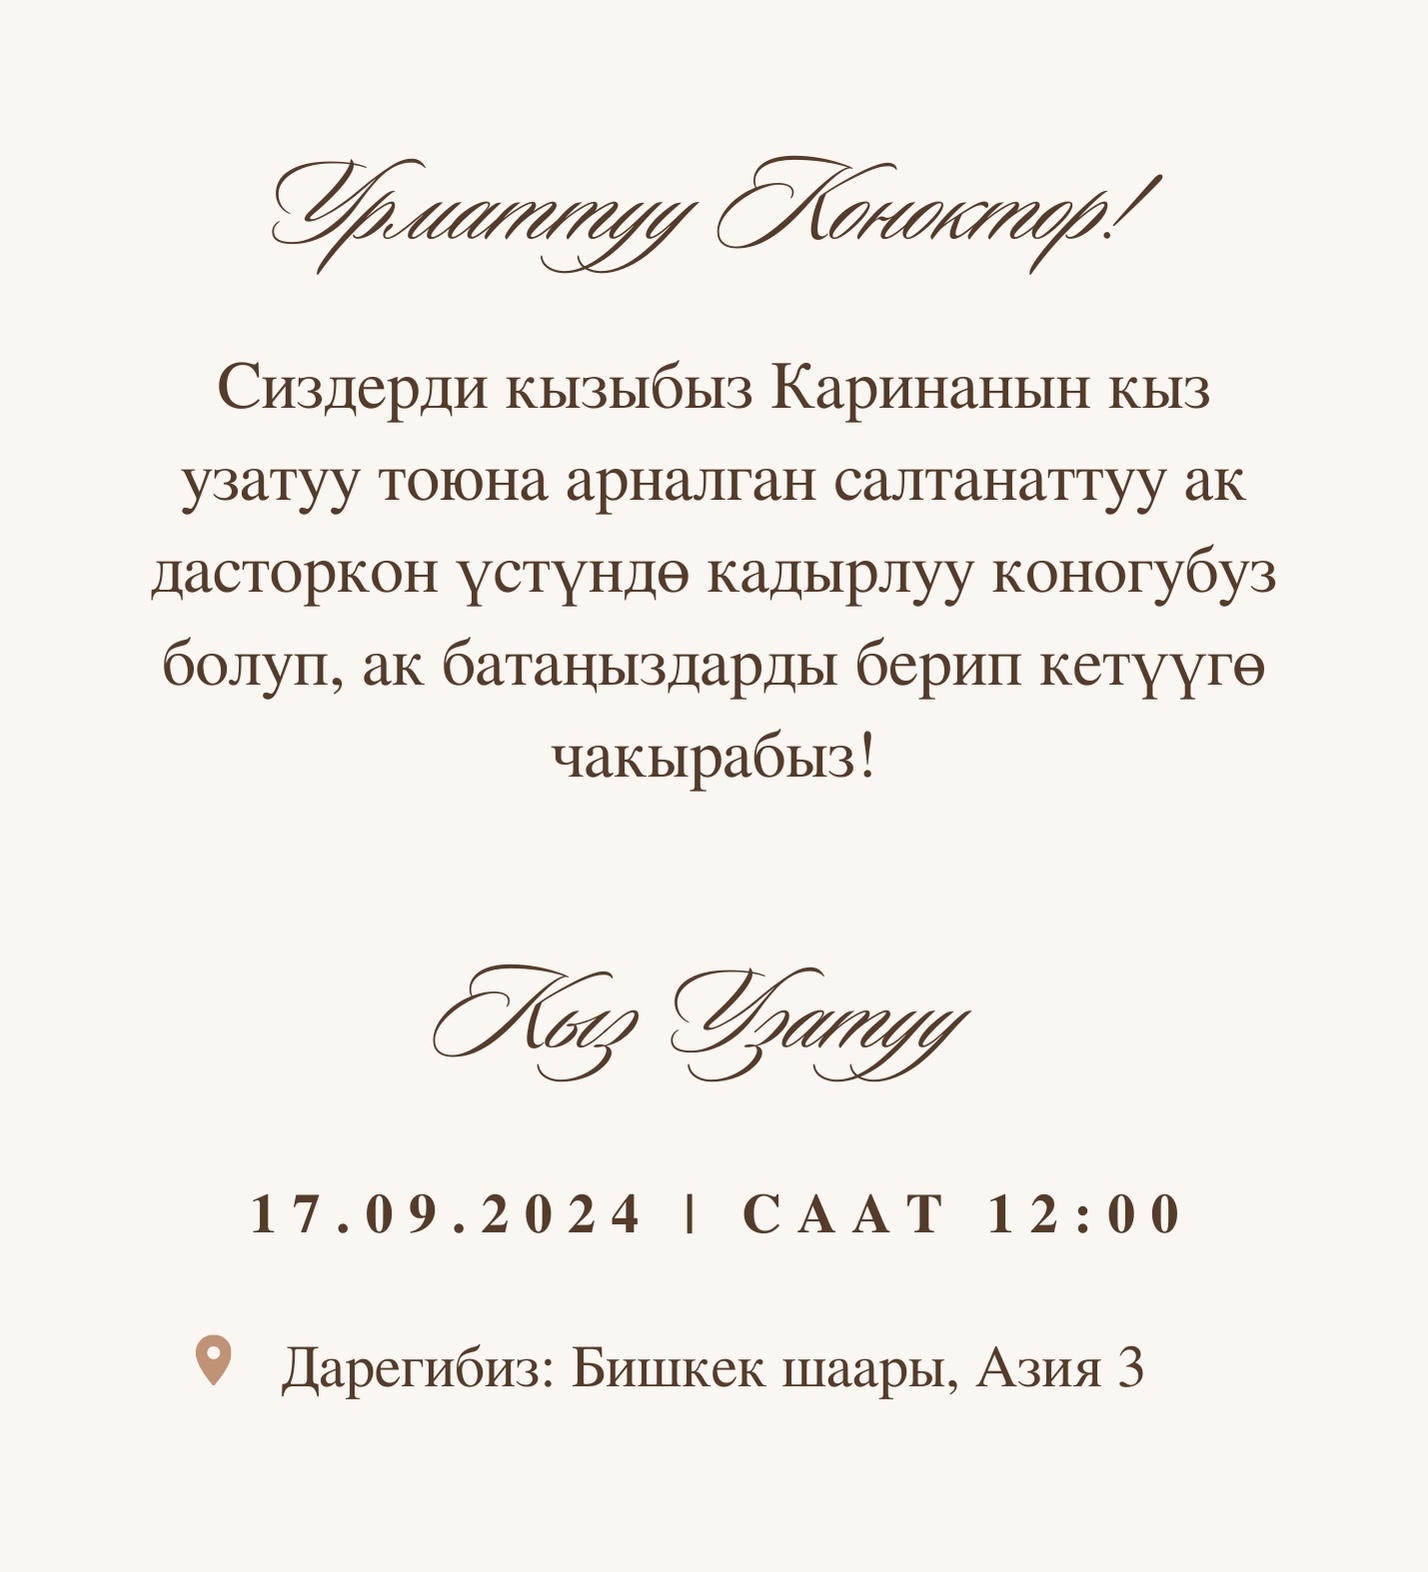 Урматтуу Коноктор!
Сиздерди кызыбыз Каринанын кыз
узатуу тоюна арналган салтанаттуу ак
дасторкон үстүндө кадырлуу коногубуз
болуп, ак батаңыздарды берип кетүүгө
чакырабыз!
Кыз Узатуу
17.09.2024 | СААТ 12:00
Дарегибиз: Бишкек шаары, Азия 3